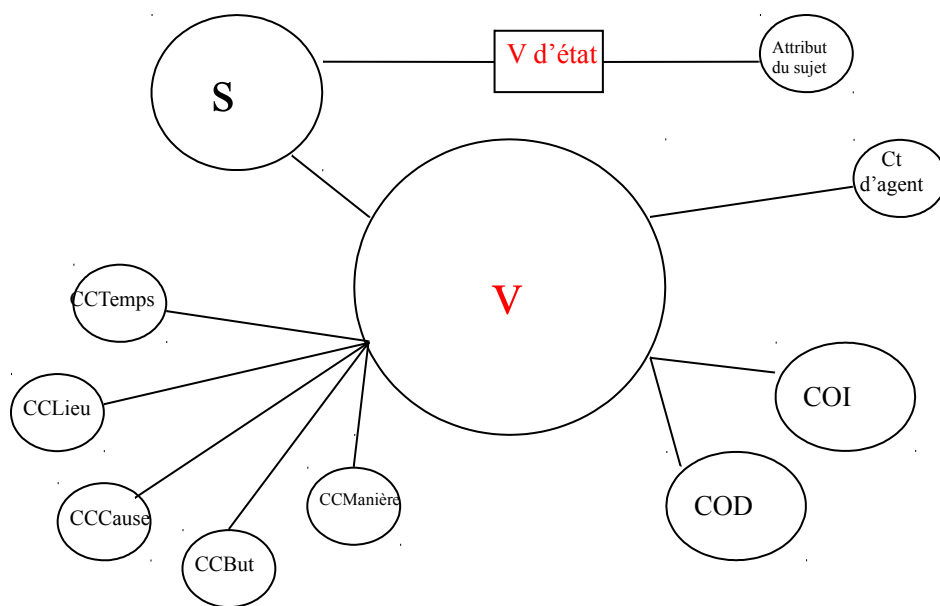 S
V d'état
Attribut
du sujet
Ct
d'agent
V
CCTemps
CCLieu
CCCause
CCBut
CCManière
COI
COD